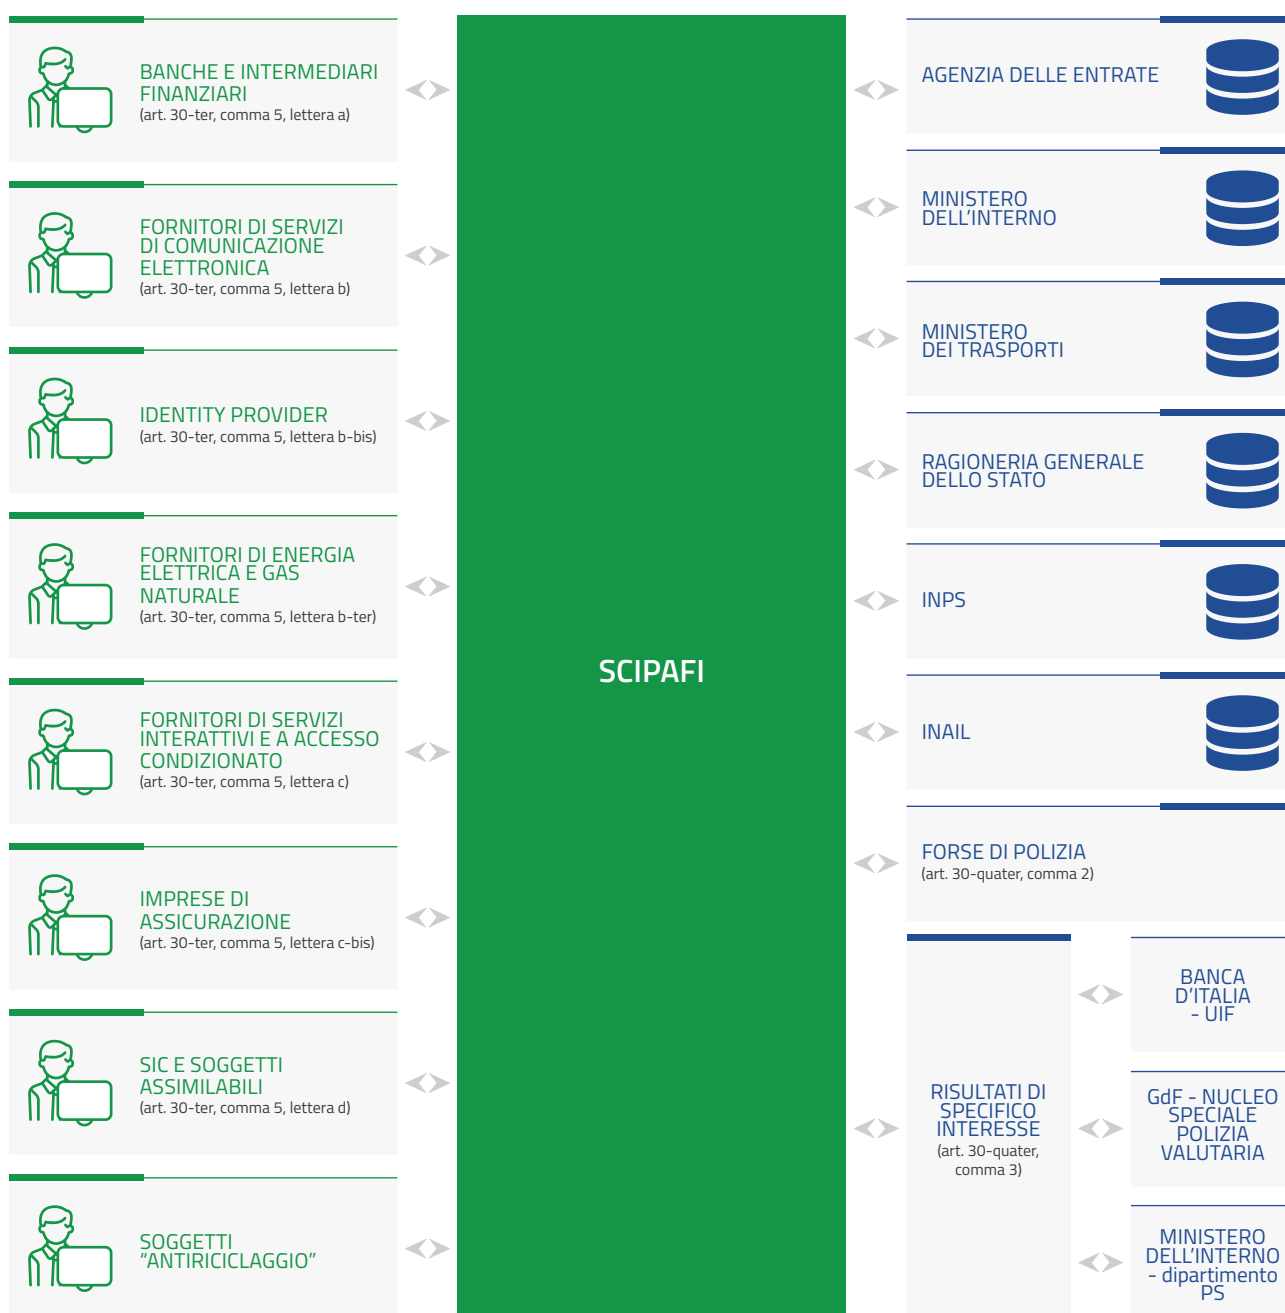 BANCHE E INTERMEDIARI
FINANZIARI
(art. 30-ter, comma 5, lettera a)
FORNITORI DI SERVIZI
DI COMUNICAZIONE
ELETTRONICA
(art. 30-ter, comma 5, lettera b)
IDENTITY PROVIDER
(art. 30-ter, comma 5, lettera b-bis)
FORNITORI DI ENERGIA
ELETTRICA E GAS
NATURALE
(art. 30-ter, comma 5, lettera b-ter)
FORNITORI DI SERVIZI
INTERATTIVI E A ACCESSO
CONDIZIONATO
(art. 30-ter, comma 5, lettera c)
IMPRESE DI
ASSICURAZIONE
(art. 30-ter, comma 5, lettera c-bis)
SIC E SOGGETTI
ASSIMILABILI
(art. 30-ter, comma 5, lettera d)
SOGGETTI
“ANTIRICICLAGGIO”
SCIPAFI
AGENZIA DELLE ENTRATE
MINISTERO
DELL’INTERNO
MINISTERO
DEI TRASPORTI
RAGIONERIA GENERALE
DELLO STATO
INPS
INAIL
FORSE DI POLIZIA
(art. 30-quater, comma 2)
RISULTATI DI
SPECIFICO
INTERESSE
(art. 30-quater,
comma 3)
BANCA
D’ITALIA
- UIF
GdF - NUCLEO
SPECIALE
POLIZIA
VALUTARIA
MINISTERO
DELL’INTERNO
- dipartimento
PS